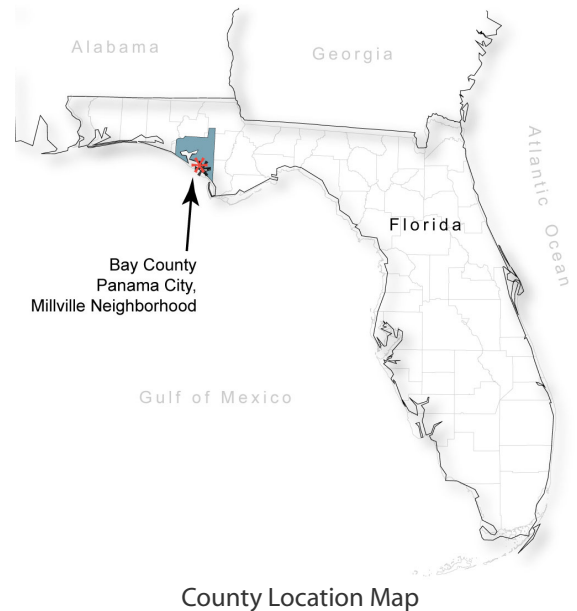 Alabama
Georgia
Atlantic Ocean
Florida
Bay County
Panama City,
Millville Neighborhood
Gulf of Mexico
County Location Map